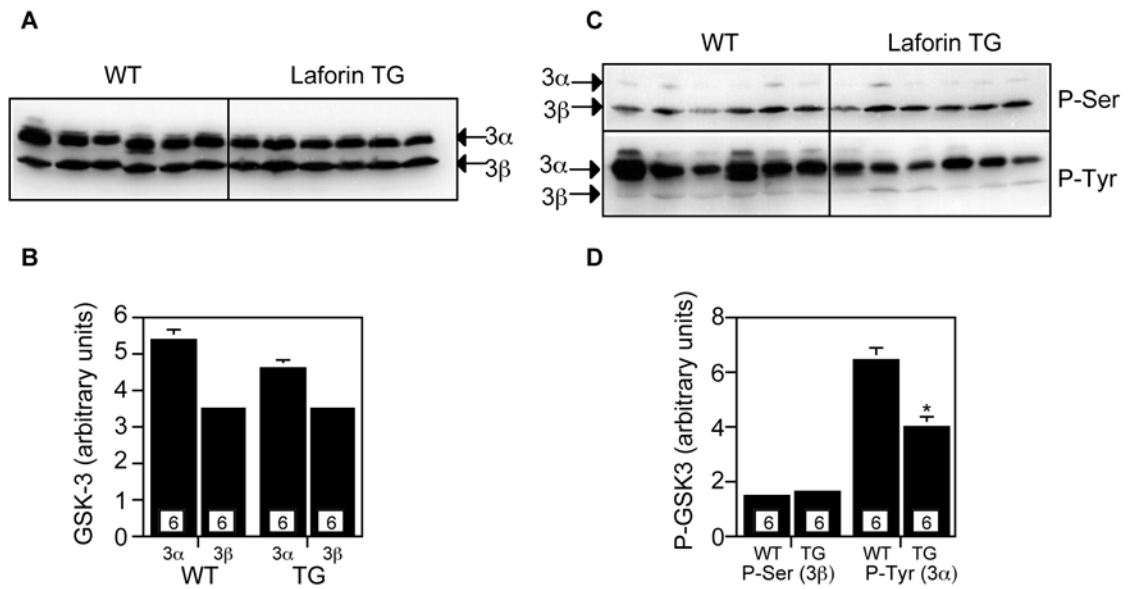 A
WT Laforin TG
3α
3β
C
WT Laforin TG
3α
3β
P-Ser
3α
3β
P-Tyr
B
GSK-3 (arbitrary units)
6
5
4
3
2
1
0
6 6 6 6
3α 3β 3α 3β
WT TG
D
P-GSK3 (arbitrary units)
8
6
4
2
0
*
6 6 6 6
WT TG WT TG
P-Ser (3β) P-Tyr (3α)